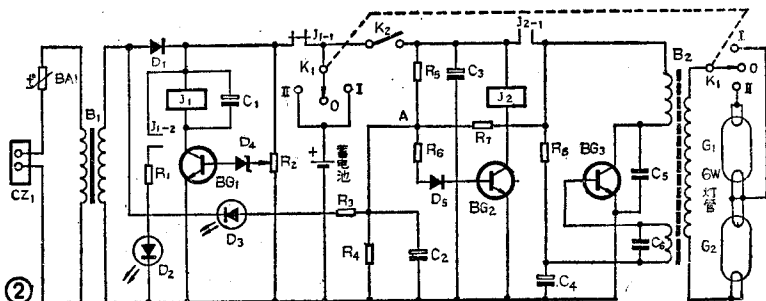 J1-1
K2
J2-1
I
D1
K1
B2
K1
O
II
BA1
B1
J1
C1
II
O
I
R5
C3
J2
J1-2
A
R7
G1
D4
R2
R6
R8
BG3
C5
6W
灯管
R1
BG1
蓄电池
+
D5
BG2
CZ1
D3
R3
C6
D2
R4
C2
C4
G2
②